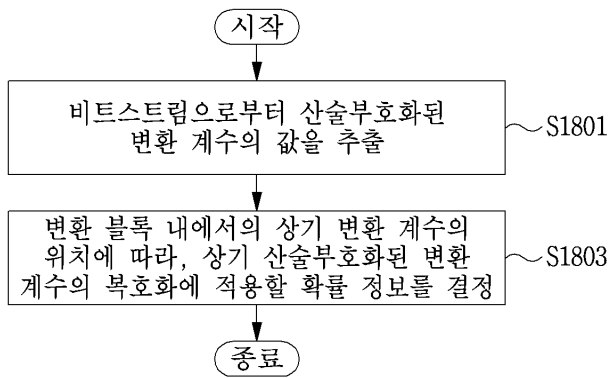 시작
비트스트림으로부터 산술부호화된
변환 계수의 값을 추출
S1801
변환 블록 내에서의 상기 변환 계수의
위치에 따라, 상기 산술부호화된 변환
계수의 복호화에 적용할 확률 정보를 결정
S1803
종료